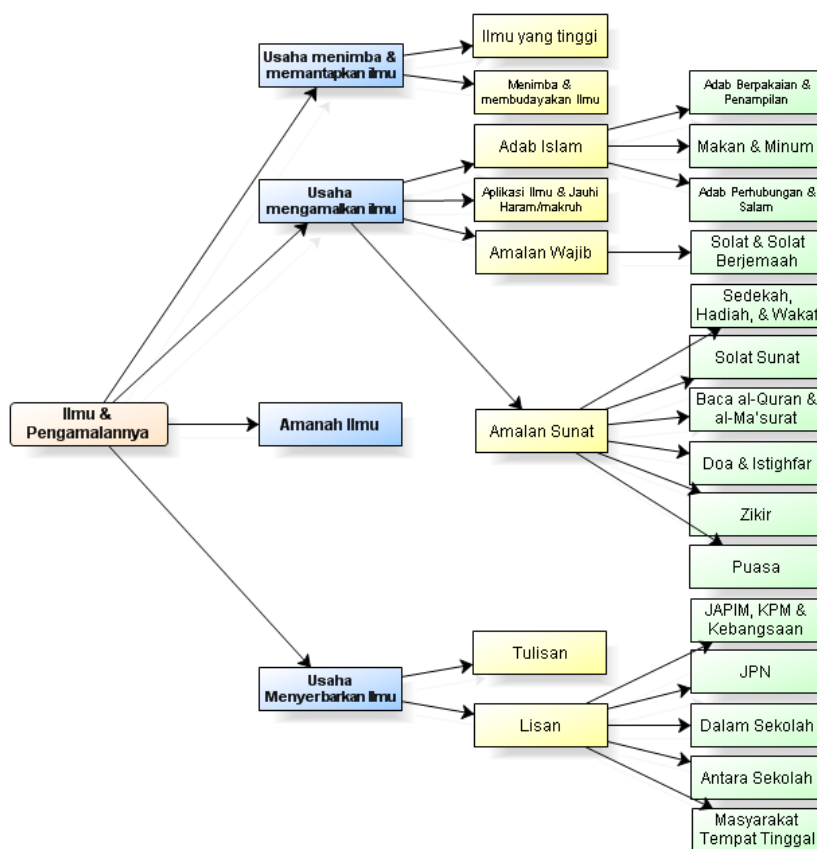 Ilmu &
Pengamalannya
Usaha menimba &
memantapkan ilmu
Usaha
mengamalkan ilmu
Amanah Ilmu
Usaha
Menyerbarkan Ilmu
Ilmu yang tinggi
Menimba &
membudayakan Ilmu
Adab Islam
Aplikasi Ilmu & Jauhi
Haram/makruh
Amalan Wajib
Amalan Sunat
Tulisan
Lisan
Adab Berpakaian &
Penampilan
Makan & Minum
Adab Perhubungan &
Salam
Solat & Solat
Berjemaah
Sedekah,
Hadiah, & Wakaf
Solat Sunat
Baca al-Quran &
al-Ma'surat
Doa & Istighfar
Zikir
Puasa
JAPIM, KPM &
Kebangsaan
JPN
Dalam Sekolah
Antara Sekolah
Masyarakat
Tempat Tinggal